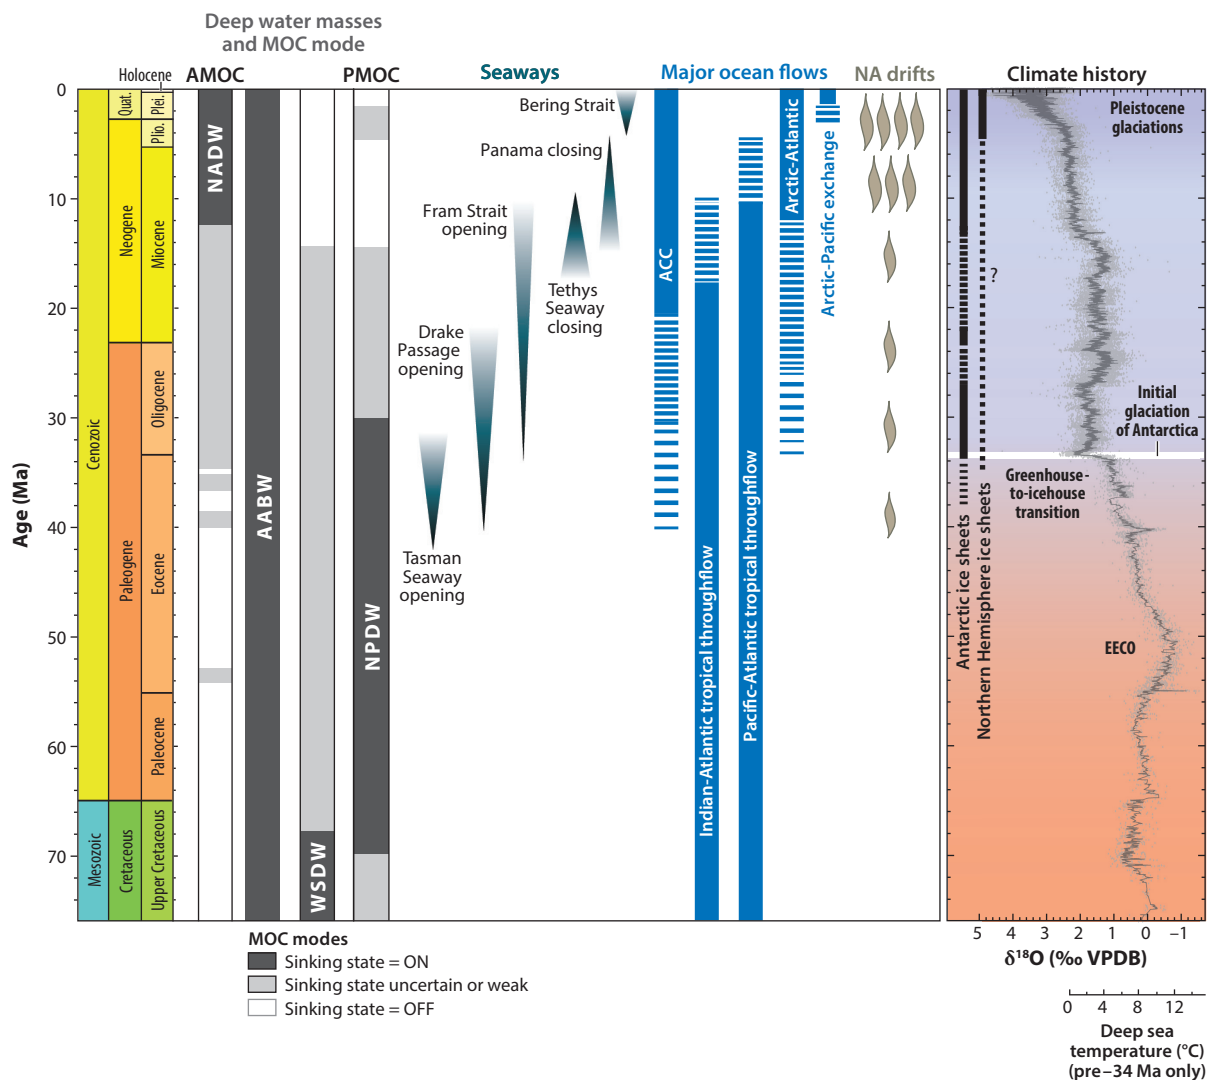 Deep water masses
and MOC mode
Holocene
AMOC
PMOC
Seaways
Major ocean flows
NA drifts
Climate history
Age (Ma)
0
10
20
30
40
50
60
70
Cenozoic
Mesozoic
Quat.
Neogene
Paleogene
Cretaceous
Plei.
Plio.
Miocene
Oligocene
Eocene
Paleocene
Upper Cretaceous
NADW
AABW
WSDW
NPDW
Bering Strait
Panama closing
Fram Strait
opening
Tethys
Seaway
closing
Drake
Passage
opening
Tasman
Seaway
opening
ACC
Indian-Atlantic tropical throughflow
Pacific-Atlantic tropical throughflow
Arctic-Atlantic
Arctic-Pacific exchange
Pleistocene
glaciations
?
Initial
glaciation
of Antarctica
Greenhouse-
to-icehouse
transition
Antarctic ice sheets
Northern Hemisphere ice sheets
EECO
5 4 3 2 1 0 −1
δ¹⁸O (‰ VPDB)
0 4 8 12
Deep sea
temperature (°C)
(pre–34 Ma only)
MOC modes
Sinking state = ON
Sinking state uncertain or weak
Sinking state = OFF